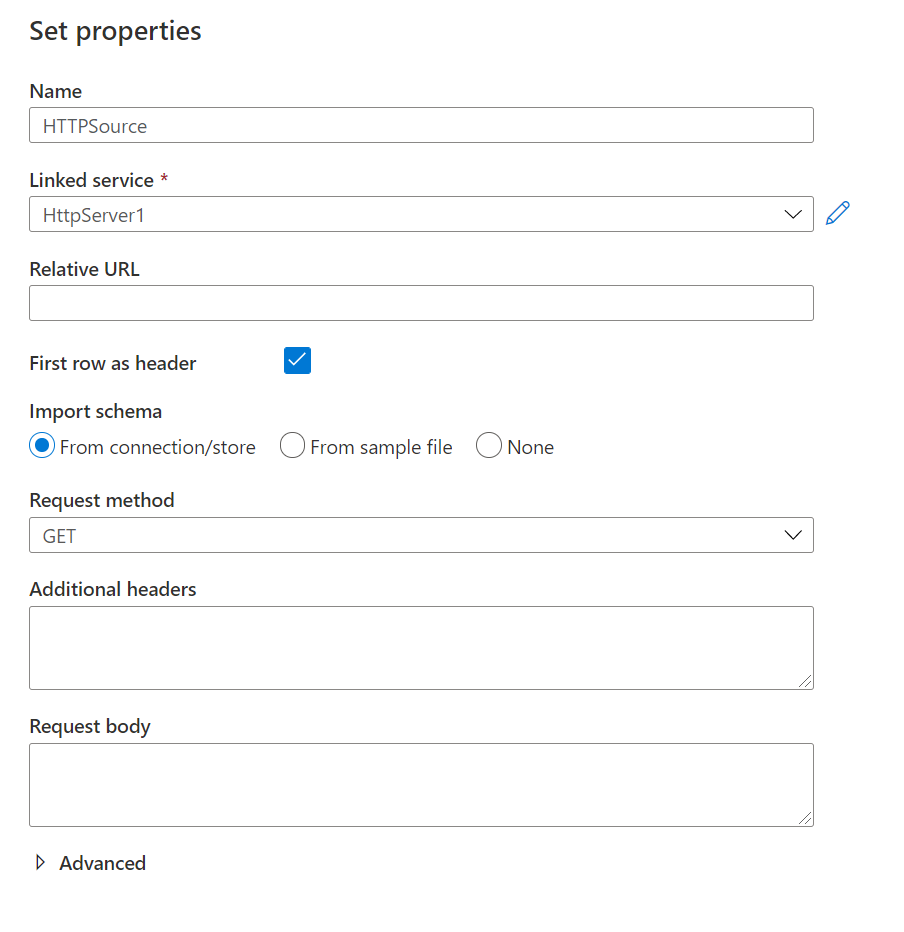 Set properties
Name
HTTPSource
Linked service *
HttpServer1
Relative URL
First row as header
Import schema
From connection/store From sample file None
Request method
GET
Additional headers
Request body
Advanced